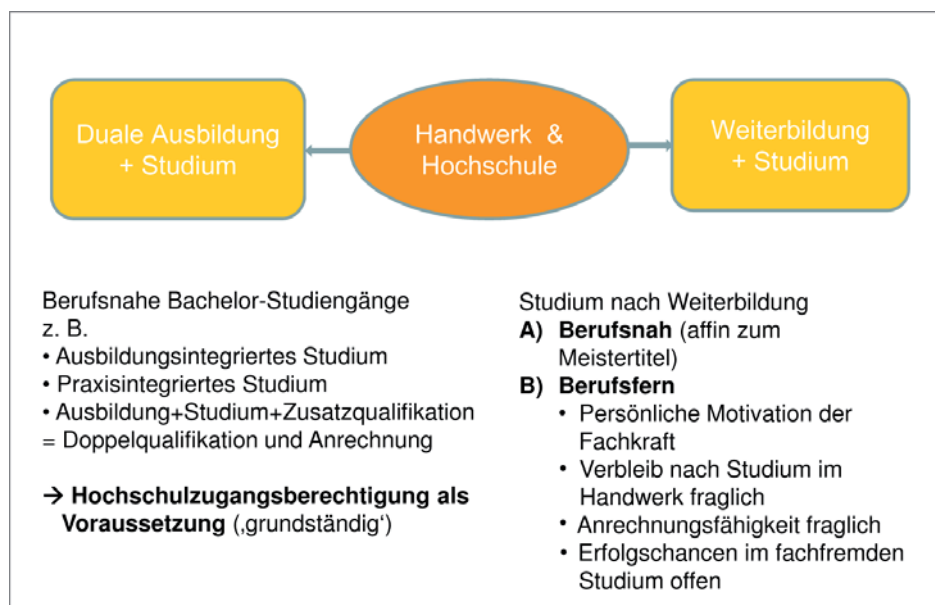 Duale Ausbildung
+ Studium
Handwerk &
Hochschule
Weiterbildung
+ Studium
Berufsnahe Bachelor-Studiengänge
z. B.
• Ausbildungsintegriertes Studium
• Praxisintegriertes Studium
• Ausbildung+Studium+Zusatzqualifikation
= Doppelqualifikation und Anrechnung
→ Hochschulzugangsberechtigung als
Voraussetzung (‚grundständig‘)
Studium nach Weiterbildung
A) Berufsnah (affin zum
Meistertitel)
B) Berufsfern
• Persönliche Motivation der
Fachkraft
• Verbleib nach Studium im
Handwerk fraglich
• Anrechnungsfähigkeit fraglich
• Erfolgschancen im fachfremden
Studium offen